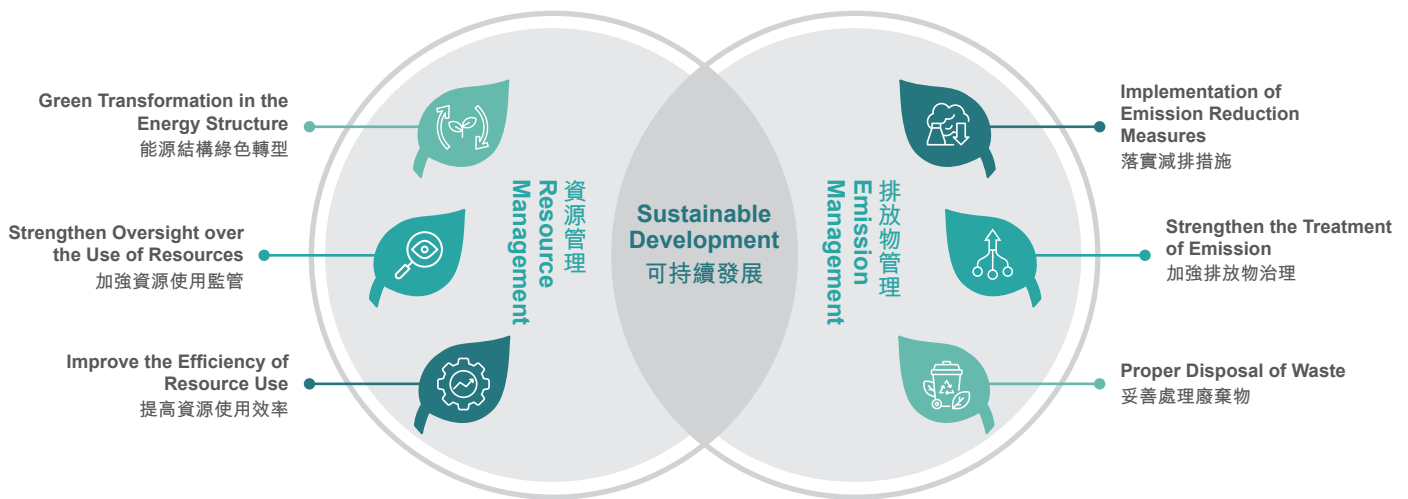 Green Transformation in the
Energy Structure
能源結構綠色轉型
Strengthen Oversight over
the Use of Resources
加強資源使用監管
Improve the Efficiency of
Resource Use
提高資源使用效率
資源管理
Resource
Management
Sustainable
Development
可持續發展
排放物管理
Emission
Management
Implementation of
Emission Reduction
Measures
落實減排措施
Strengthen the Treatment
of Emission
加強排放物治理
Proper Disposal of Waste
妥善處理廢棄物